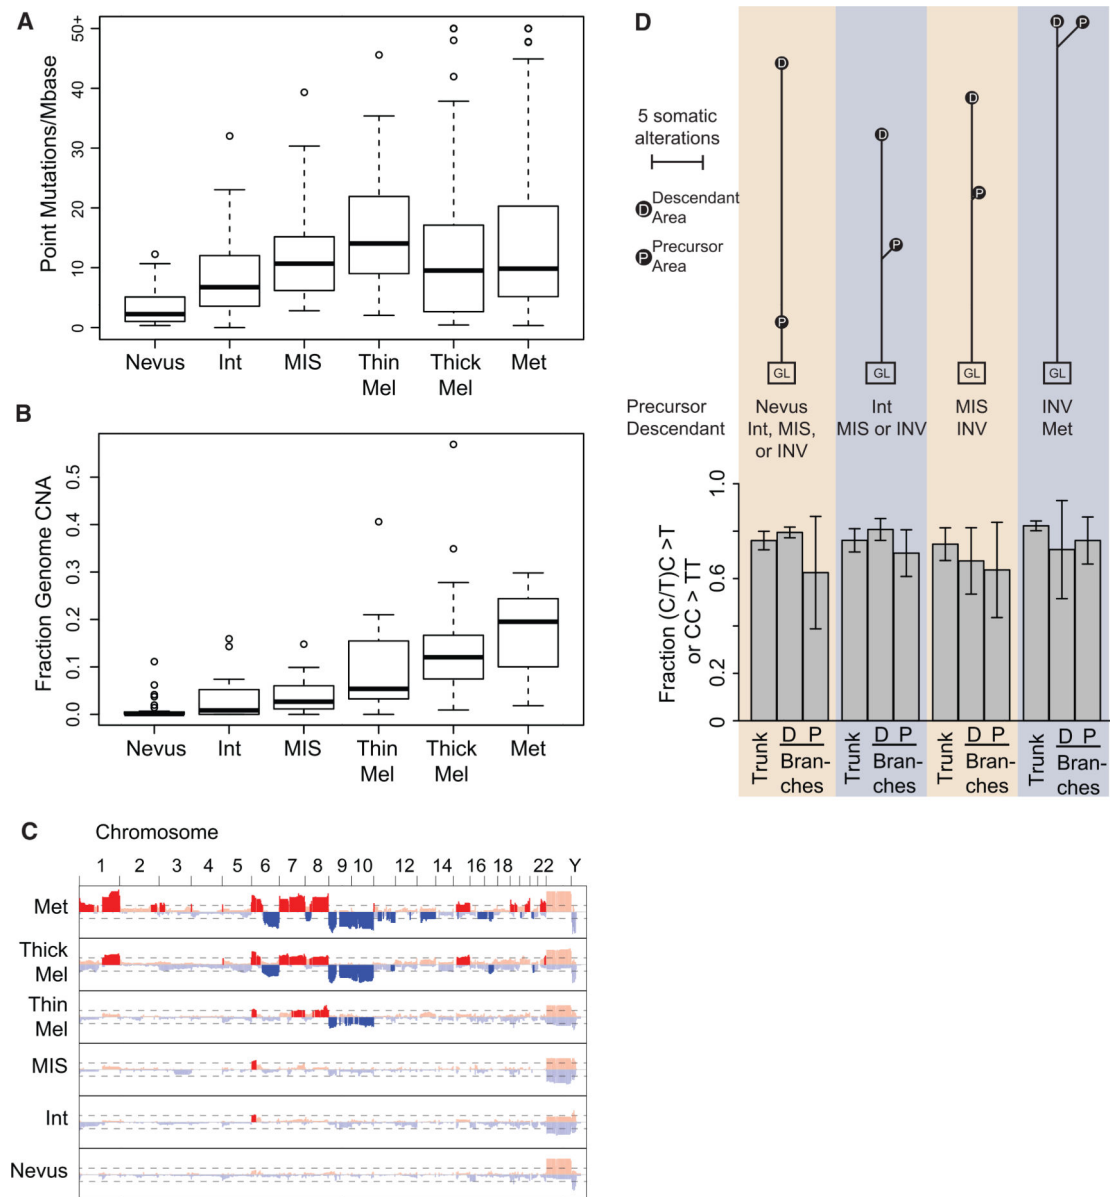 A
Point Mutations/Mbase
50+
40
30
20
10
0
Nevus Int MIS Thin Thick Met
Mel Mel
B
Fraction Genome CNA
0.5
0.4
0.3
0.2
0.1
0.0
Nevus Int MIS Thin Thick Met
Mel Mel
C
Chromosome
1 2 3 4 5 6 7 8 9 10 12 14 16 18 22 Y
Met
Thick
Mel
Thin
Mel
MIS
Int
Nevus
D
5 somatic
alterations
D Descendant
Area
P Precursor
Area
D P
D
D
D
P
P
P
GL GL GL GL
Precursor Nevus Int MIS INV
Descendant Int, MIS, MIS or INV INV Met
or INV
Fraction (C/T)C >T
or CC > TT
1.0
0.6
0.2
0
Trunk D P Trunk D P Trunk D P Trunk D P
Bran- Bran- Bran- Bran-
ches ches ches ches